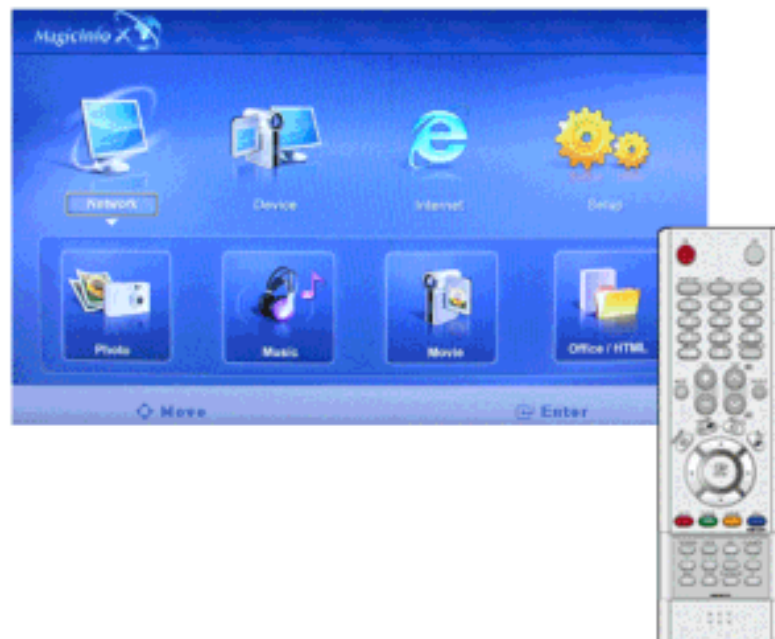 MagicInfo X
Network Device Internet Setup
Photo Music Movie Office / HTML
Move Enter